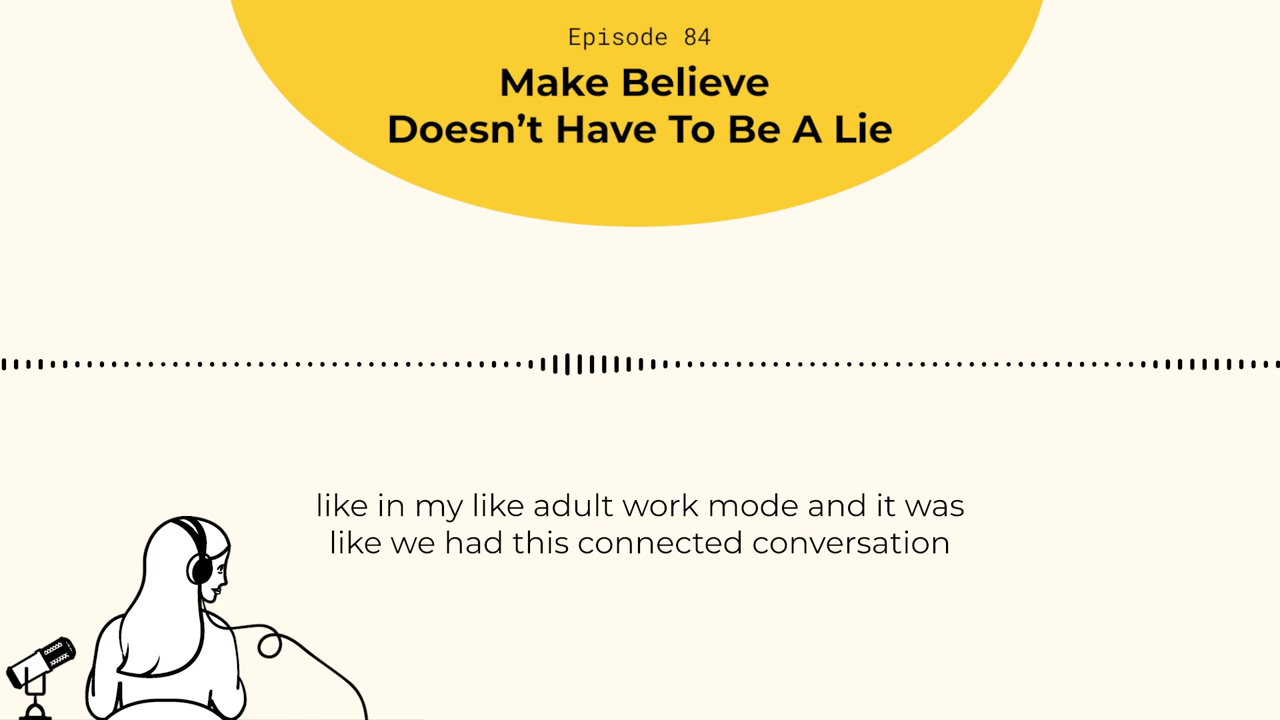 Episode 84
Make Believe
Doesn’t Have To Be A Lie
like in my like adult work mode and it was
like we had this connected conversation